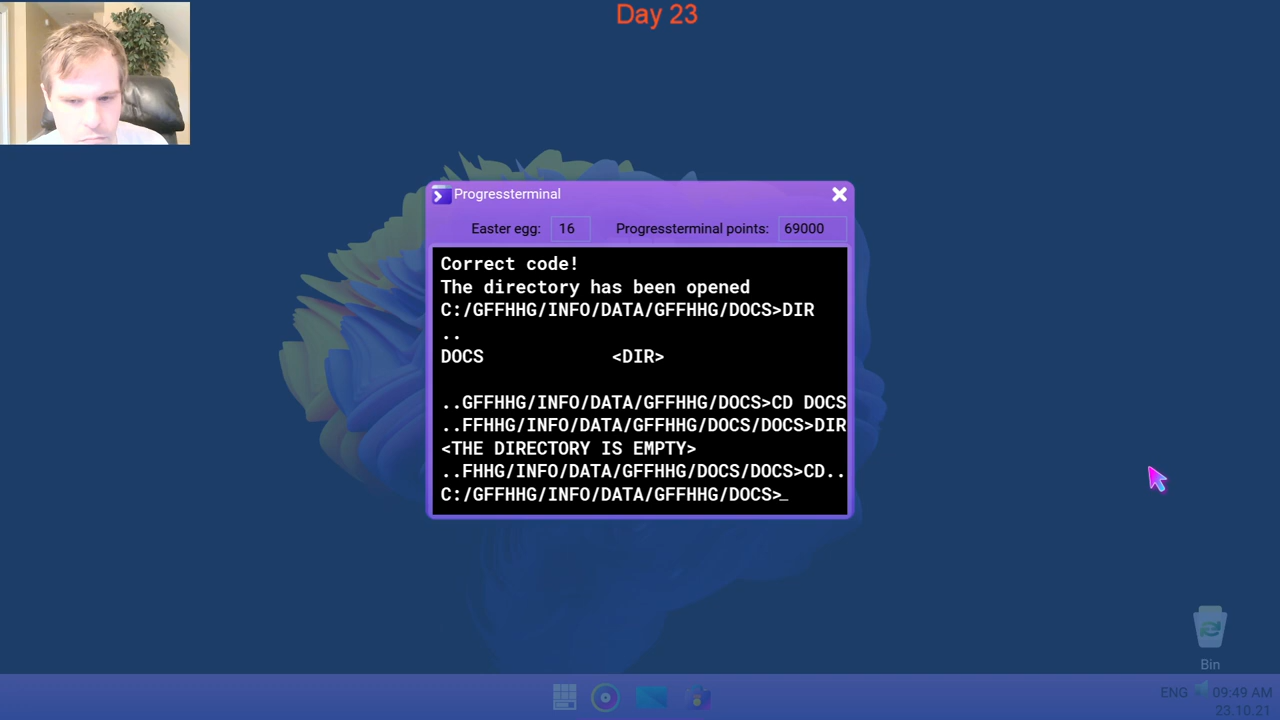 Day 23
Progressterminal
Easter egg: 16 Progressterminal points: 69000
Correct code!
The directory has been opened
C:/GFFHHG/INFO/DATA/GFFHHG/DOCS>DIR
..
DOCS <DIR>
..GFFHHG/INFO/DATA/GFFHHG/DOCS>CD DOCS
..FFHHG/INFO/DATA/GFFHHG/DOCS/DOCS>DIR
<THE DIRECTORY IS EMPTY>
..FHHG/INFO/DATA/GFFHHG/DOCS/DOCS>CD..
C:/GFFHHG/INFO/DATA/GFFHHG/DOCS>_
Bin
ENG 09:49 AM
23.10.21